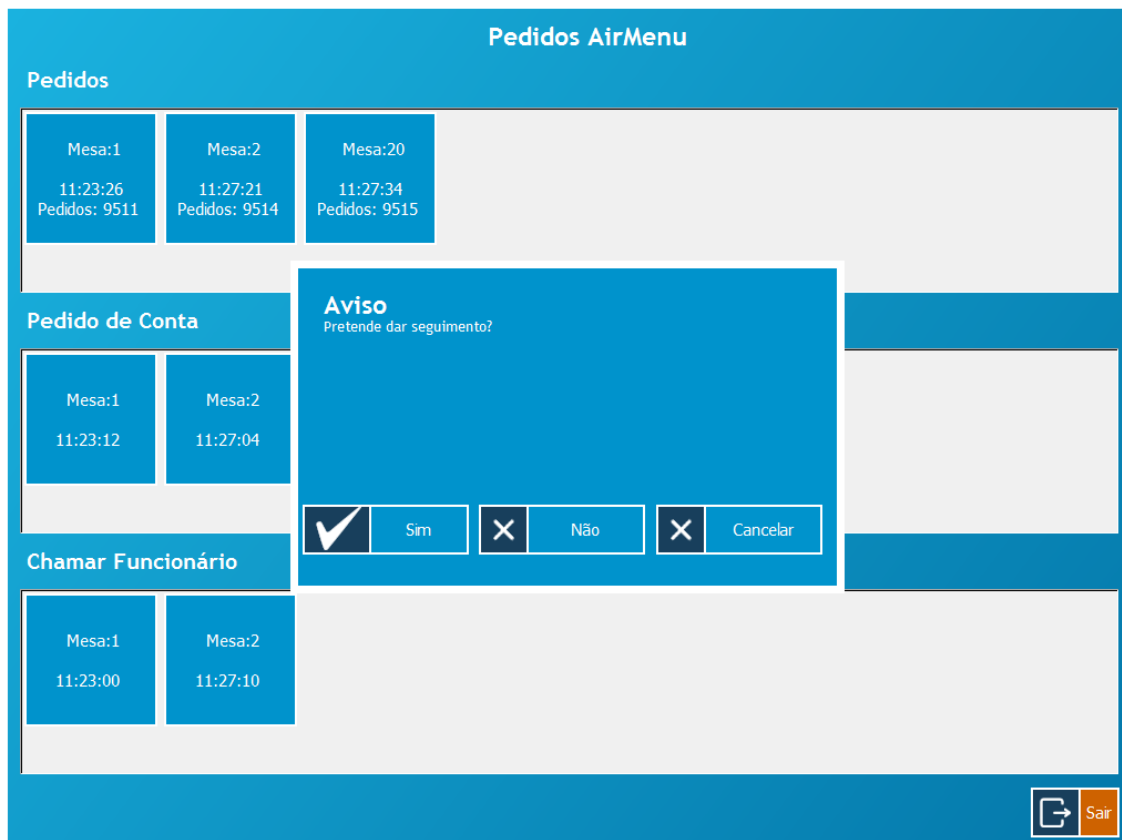 Pedidos AirMenu
Pedidos
Mesa:1
11:23:26
Pedidos: 9511
Mesa:2
11:27:21
Pedidos: 9514
Mesa:20
11:27:34
Pedidos: 9515
Aviso
Pretende dar seguimento?
Sim
Não
Cancelar
Pedido de Conta
Mesa:1
11:23:12
Mesa:2
11:27:04
Chamar Funcionário
Mesa:1
11:23:00
Mesa:2
11:27:10
Sair